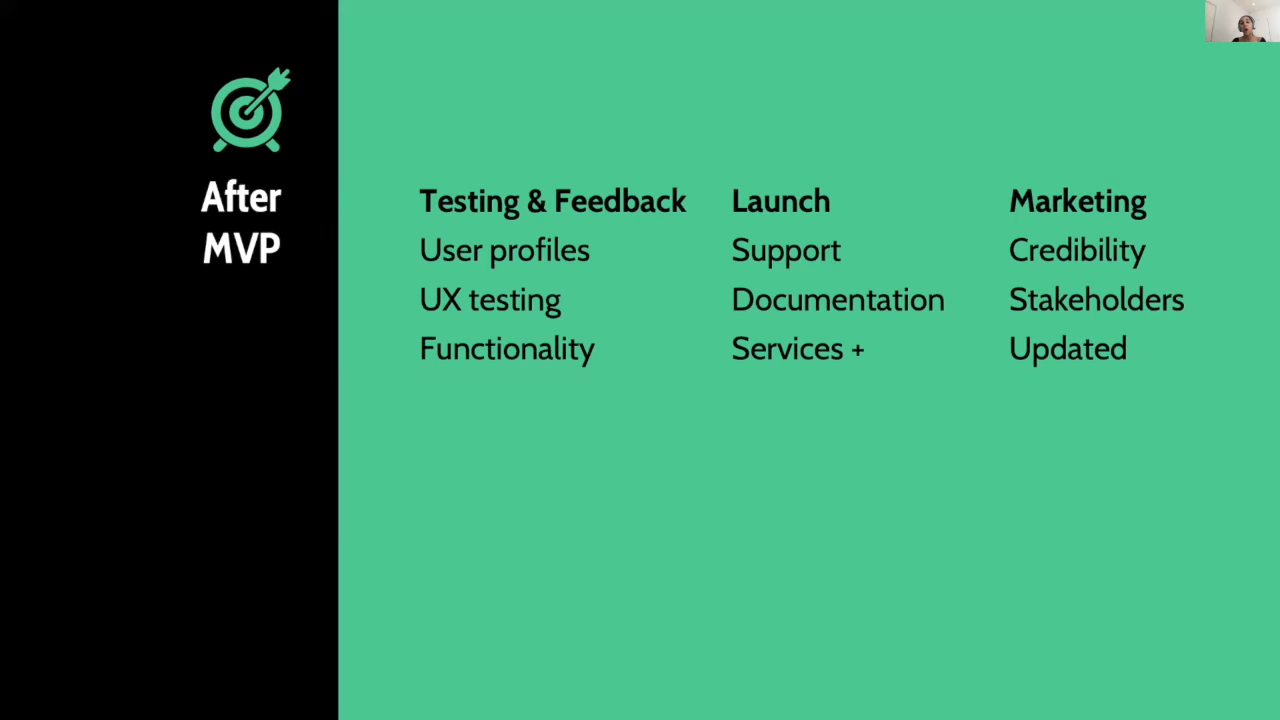 After
MVP
Testing & Feedback
User profiles
UX testing
Functionality
Launch
Support
Documentation
Services +
Marketing
Credibility
Stakeholders
Updated